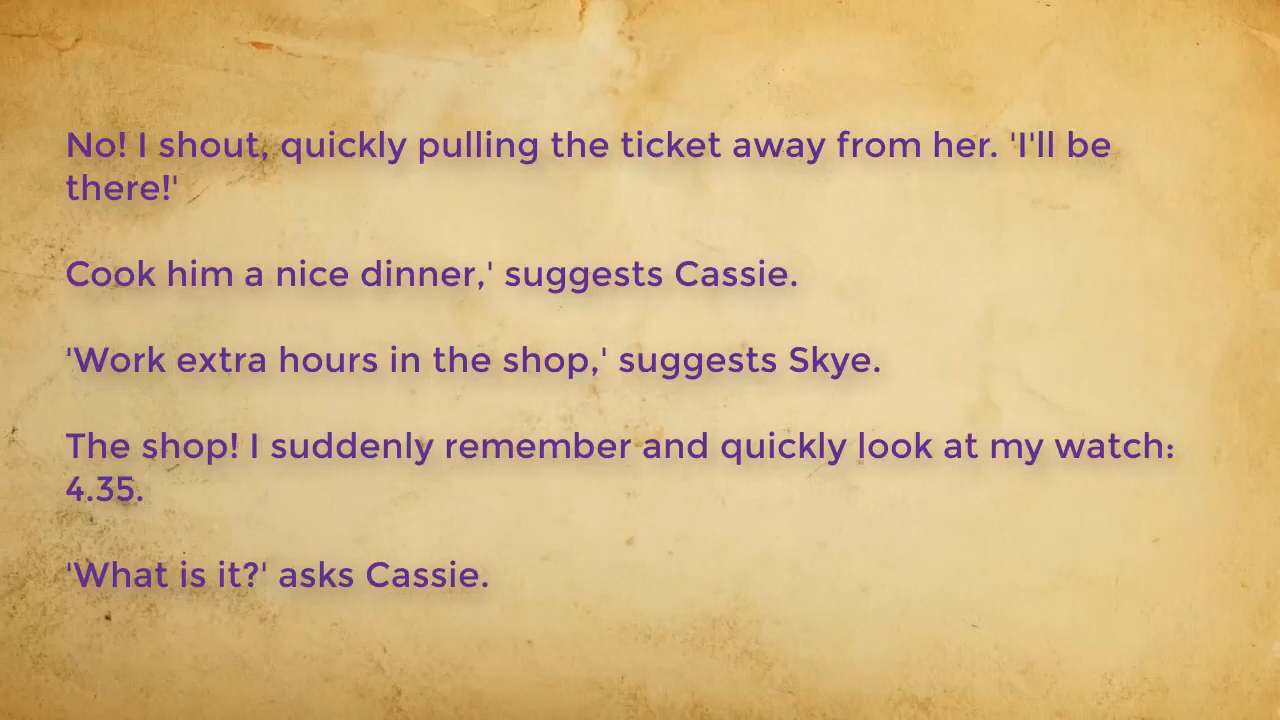 No! I shout, quickly pulling the ticket away from her. 'I'll be
there!'
Cook him a nice dinner,' suggests Cassie.
'Work extra hours in the shop,' suggests Skye.
The shop! I suddenly remember and quickly look at my watch:
4.35.
'What is it?' asks Cassie.